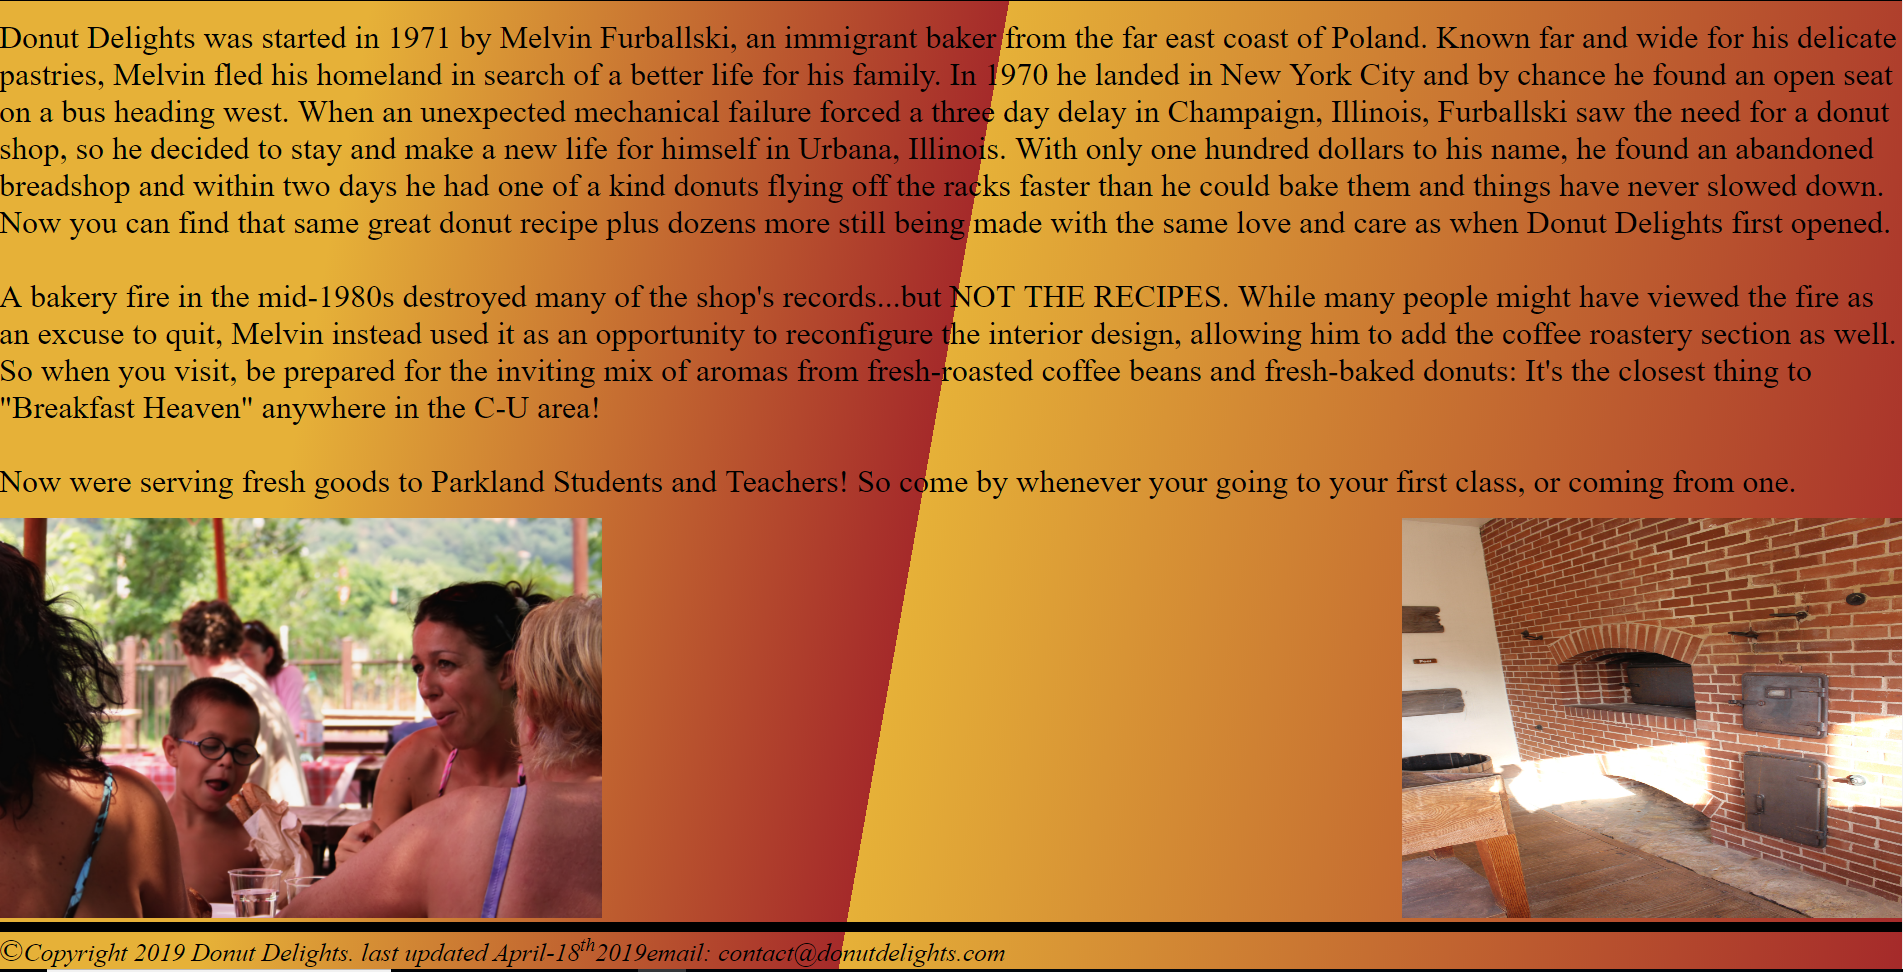 Donut Delights was started in 1971 by Melvin Furballski, an immigrant baker from the far east coast of Poland. Known far and wide for his delicate
pastries, Melvin fled his homeland in search of a better life for his family. In 1970 he landed in New York City and by chance he found an open seat
on a bus heading west. When an unexpected mechanical failure forced a three day delay in Champaign, Illinois, Furballski saw the need for a donut
shop, so he decided to stay and make a new life for himself in Urbana, Illinois. With only one hundred dollars to his name, he found an abandoned
breadshop and within two days he had one of a kind donuts flying off the racks faster than he could bake them and things have never slowed down.
Now you can find that same great donut recipe plus dozens more still being made with the same love and care as when Donut Delights first opened.
A bakery fire in the mid-1980s destroyed many of the shop's records...but NOT THE RECIPES. While many people might have viewed the fire as
an excuse to quit, Melvin instead used it as an opportunity to reconfigure the interior design, allowing him to add the coffee roastery section as well.
So when you visit, be prepared for the inviting mix of aromas from fresh-roasted coffee beans and fresh-baked donuts: It's the closest thing to
"Breakfast Heaven" anywhere in the C-U area!
Now were serving fresh goods to Parkland Students and Teachers! So come by whenever your going to your first class, or coming from one.
©Copyright 2019 Donut Delights. last updated April-18th2019email: contact@donutdelights.com